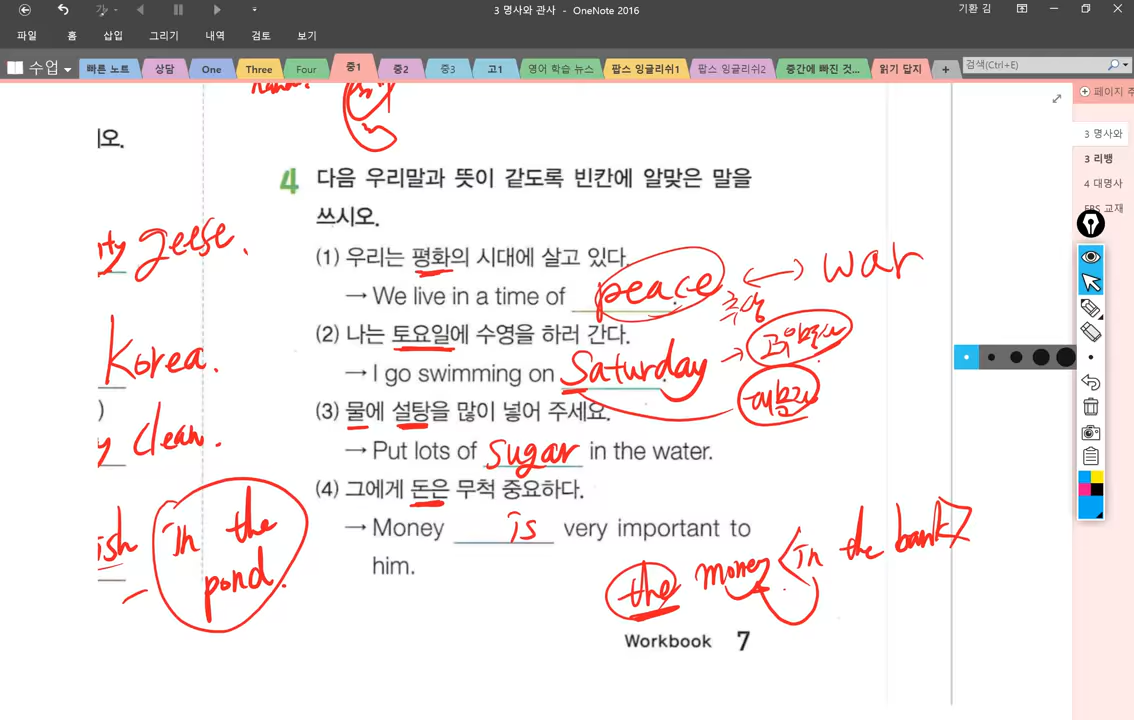 3 명사와 관사 - OneNote 2016
기환 김
파일 홈 삽입 그리기 내역 검토 보기
수업 빠른 노트 상담 One Three Four 중1 중2 중3 고1 영어 학습 뉴스 팝스 잉글리쉬1 팝스 잉글리쉬2 중간에 빠진 것... 읽기 답지 + 검색(Ctrl+E)
페이지
3 명사와
3 리뱅
4 대명사
EBS 교재
4 다음 우리말과 뜻이 같도록 빈칸에 알맞은 말을
쓰시오.
geese.
(1) 우리는 평화의 시대에 살고 있다.
→ We live in a time of peace. war
추상
(2) 나는 토요일에 수영을 하러 간다.
고유명사
Korea.
→ I go swimming on Saturday.
대문자
(3) 물에 설탕을 많이 넣어 주세요.
clean.
→ Put lots of sugar in the water.
(4) 그에게 돈은 무척 중요하다.
in the
pond.
→ Money is very important to
him.
the money in the bank
Workbook 7